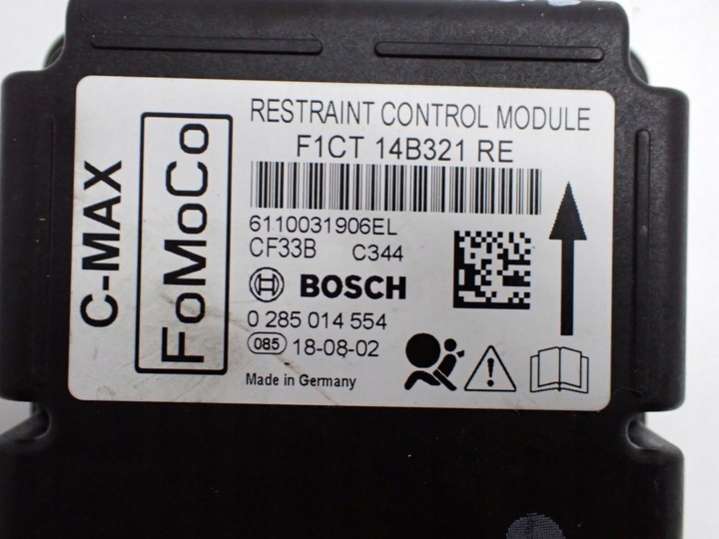 C-MAX
FoMoCo
RESTRAINT CONTROL MODULE
F1CT 14B321 RE
6110031906EL
CF33B C344
BOSCH
0 285 014 554
085 18-08-02
Made in Germany